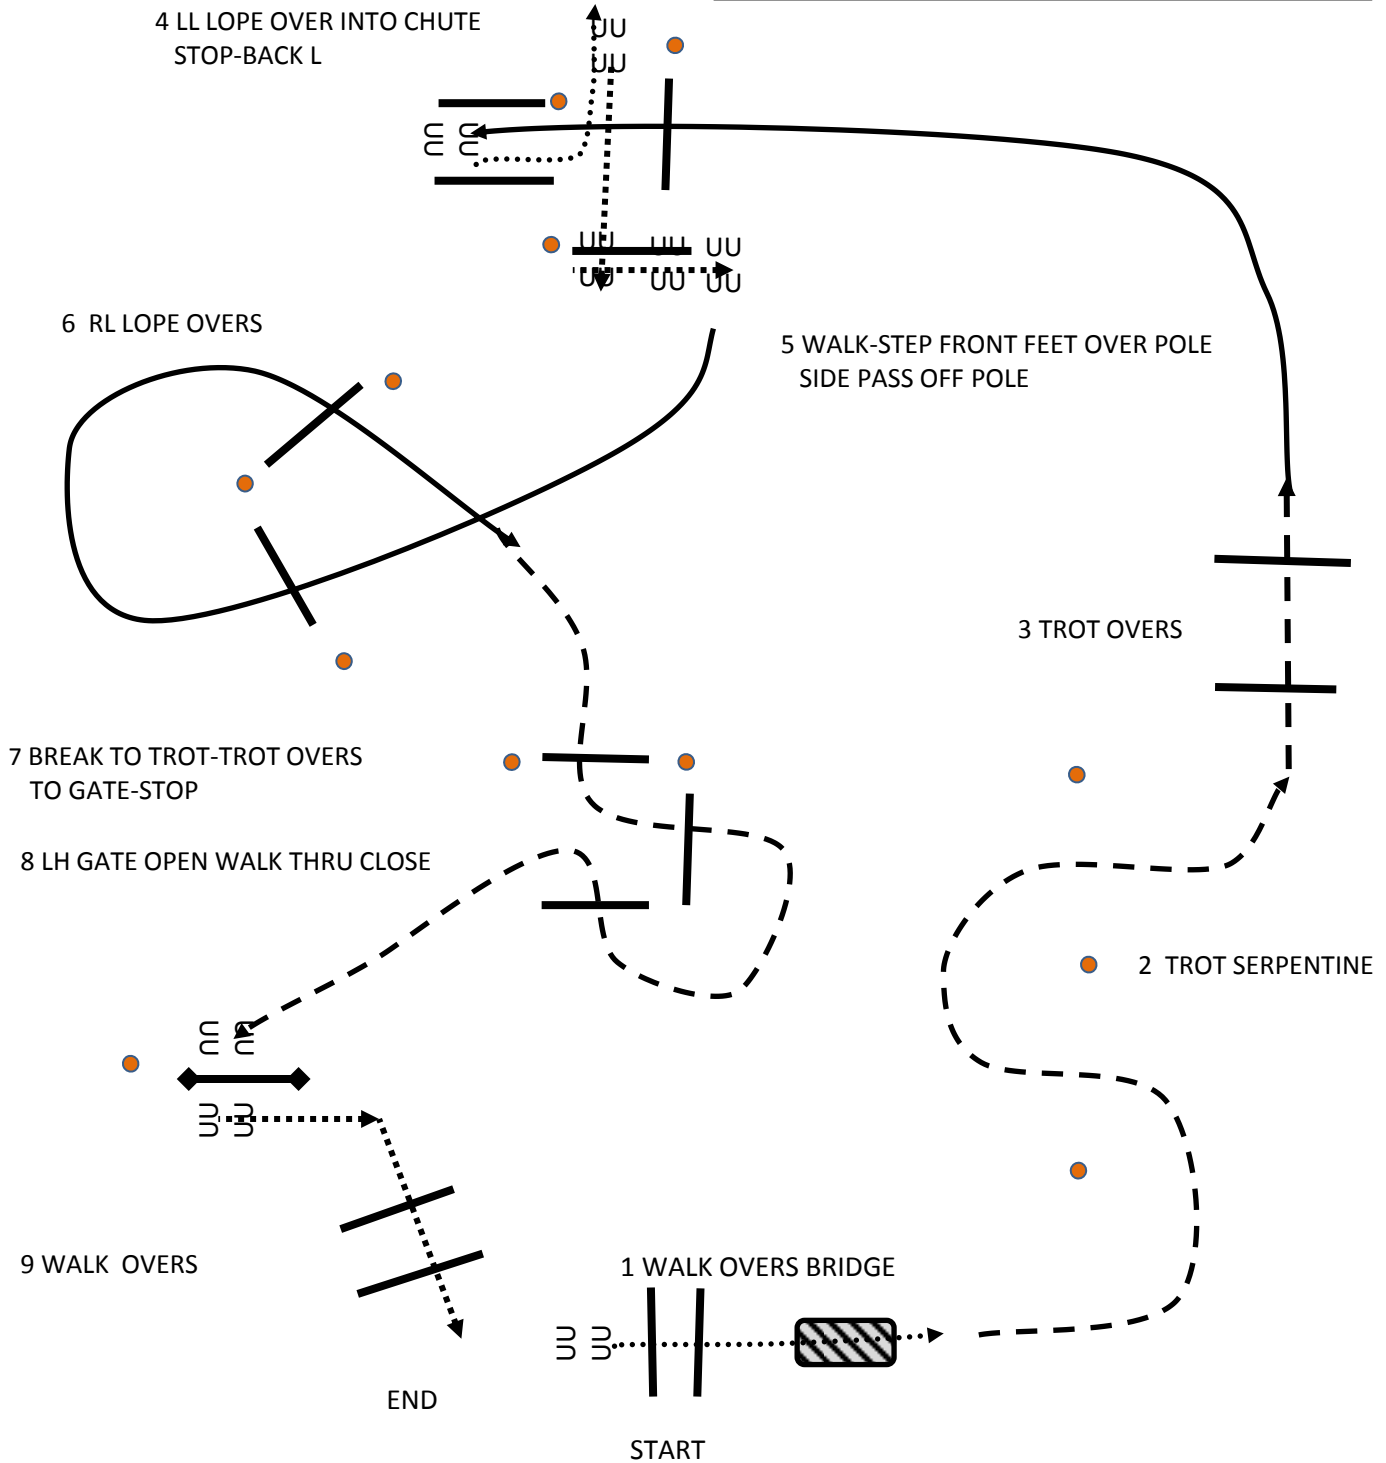 4 LL LOPE OVER INTO CHUTE
STOP-BACK L
6 RL LOPE OVERS
5 WALK-STEP FRONT FEET OVER POLE
SIDE PASS OFF POLE
3 TROT OVERS
7 BREAK TO TROT-TROT OVERS
TO GATE-STOP
8 LH GATE OPEN WALK THRU CLOSE
2 TROT SERPENTINE
9 WALK OVERS
1 WALK OVERS BRIDGE
END
START